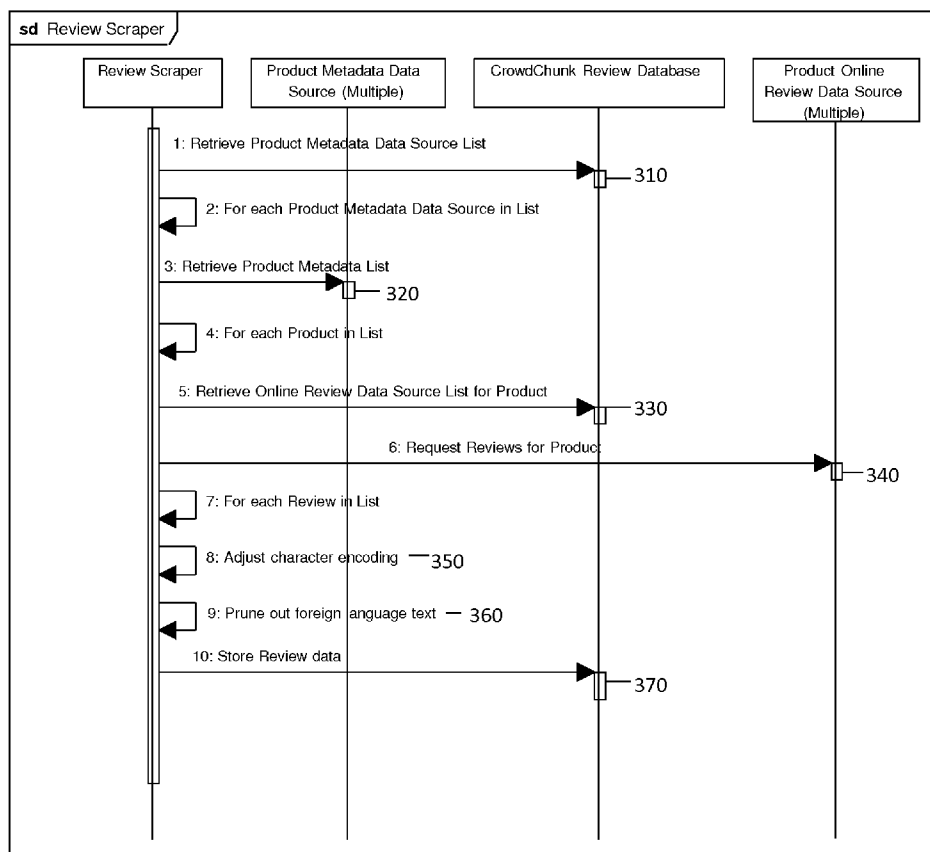 sd Review Scraper
Review Scraper
Product Metadata Data
Source (Multiple)
CrowdChunk Review Database
Product Online
Review Data Source
(Multiple)
1: Retrieve Product Metadata Data Source List
310
2: For each Product Metadata Data Source in List
3: Retrieve Product Metadata List
320
4: For each Product in List
5: Retrieve Online Review Data Source List for Product
330
6: Request Reviews for Product
340
7: For each Review in List
8: Adjust character encoding
350
9: Prune out foreign language text
360
10: Store Review data
370